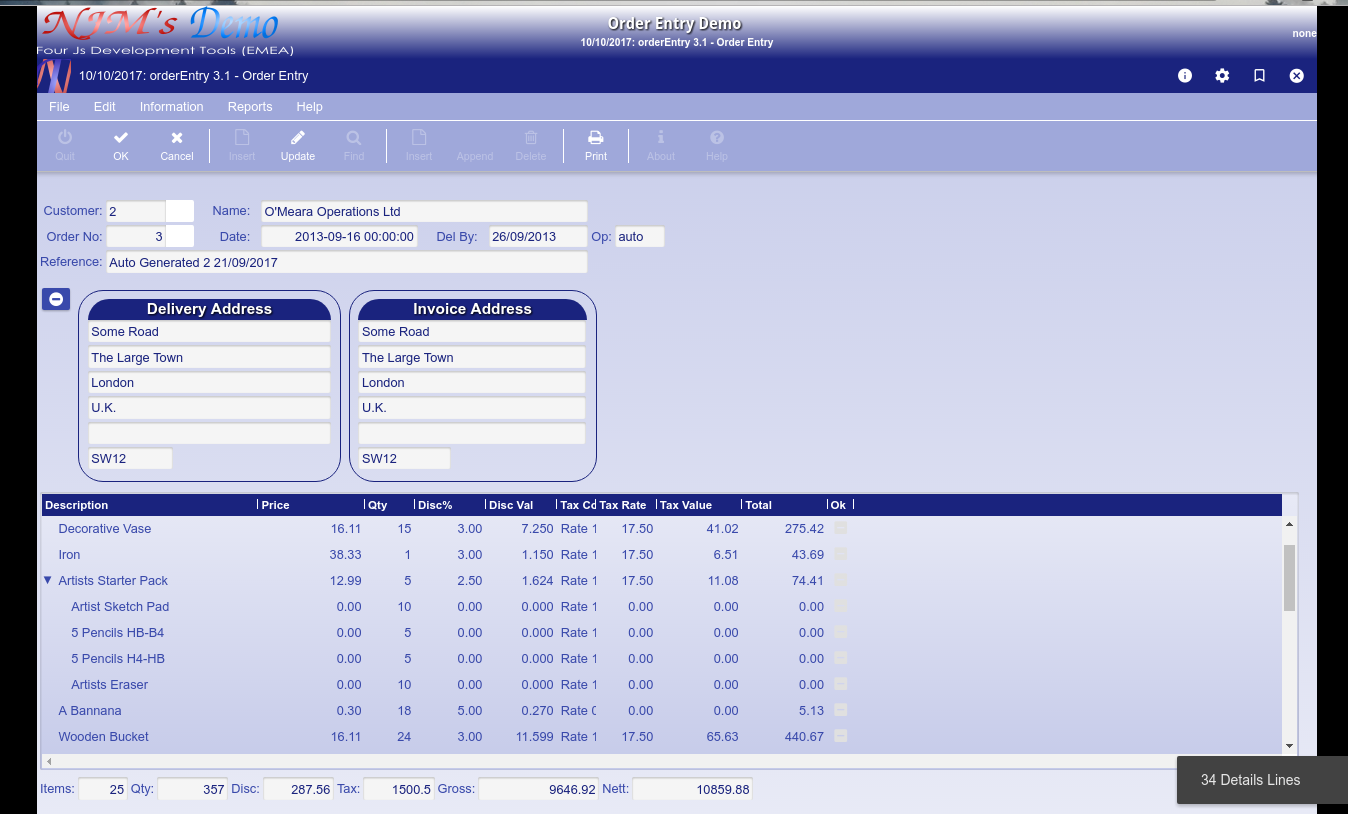 NJM's Demo
Four Js Development Tools (EMEA)
Order Entry Demo
10/10/2017: orderEntry 3.1 - Order Entry
none
10/10/2017: orderEntry 3.1 - Order Entry
File Edit Information Reports Help
Quit OK Cancel Insert Update Find Insert Append Delete Print About Help
Customer: 2 Name: O'Meara Operations Ltd
Order No: 3 Date: 2013-09-16 00:00:00 Del By: 26/09/2013 Op: auto
Reference: Auto Generated 2 21/09/2017
Delivery Address Invoice Address
Some Road Some Road
The Large Town The Large Town
London London
U.K. U.K.
SW12 SW12
Description Price Qty Disc% Disc Val Tax Cd Tax Rate Tax Value Total Ok
Decorative Vase 16.11 15 3.00 7.250 Rate 1 17.50 41.02 275.42
Iron 38.33 1 3.00 1.150 Rate 1 17.50 6.51 43.69
Artists Starter Pack 12.99 5 2.50 1.624 Rate 1 17.50 11.08 74.41
Artist Sketch Pad 0.00 10 0.00 0.000 Rate 1 0.00 0.00 0.00
5 Pencils HB-B4 0.00 5 0.00 0.000 Rate 1 0.00 0.00 0.00
5 Pencils H4-HB 0.00 5 0.00 0.000 Rate 1 0.00 0.00 0.00
Artists Eraser 0.00 10 0.00 0.000 Rate 1 0.00 0.00 0.00
A Bannana 0.30 18 5.00 0.270 Rate 0 0.00 0.00 5.13
Wooden Bucket 16.11 24 3.00 11.599 Rate 1 17.50 65.63 440.67
Items: 25 Qty: 357 Disc: 287.56 Tax: 1500.5 Gross: 9646.92 Nett: 10859.88
34 Details Lines